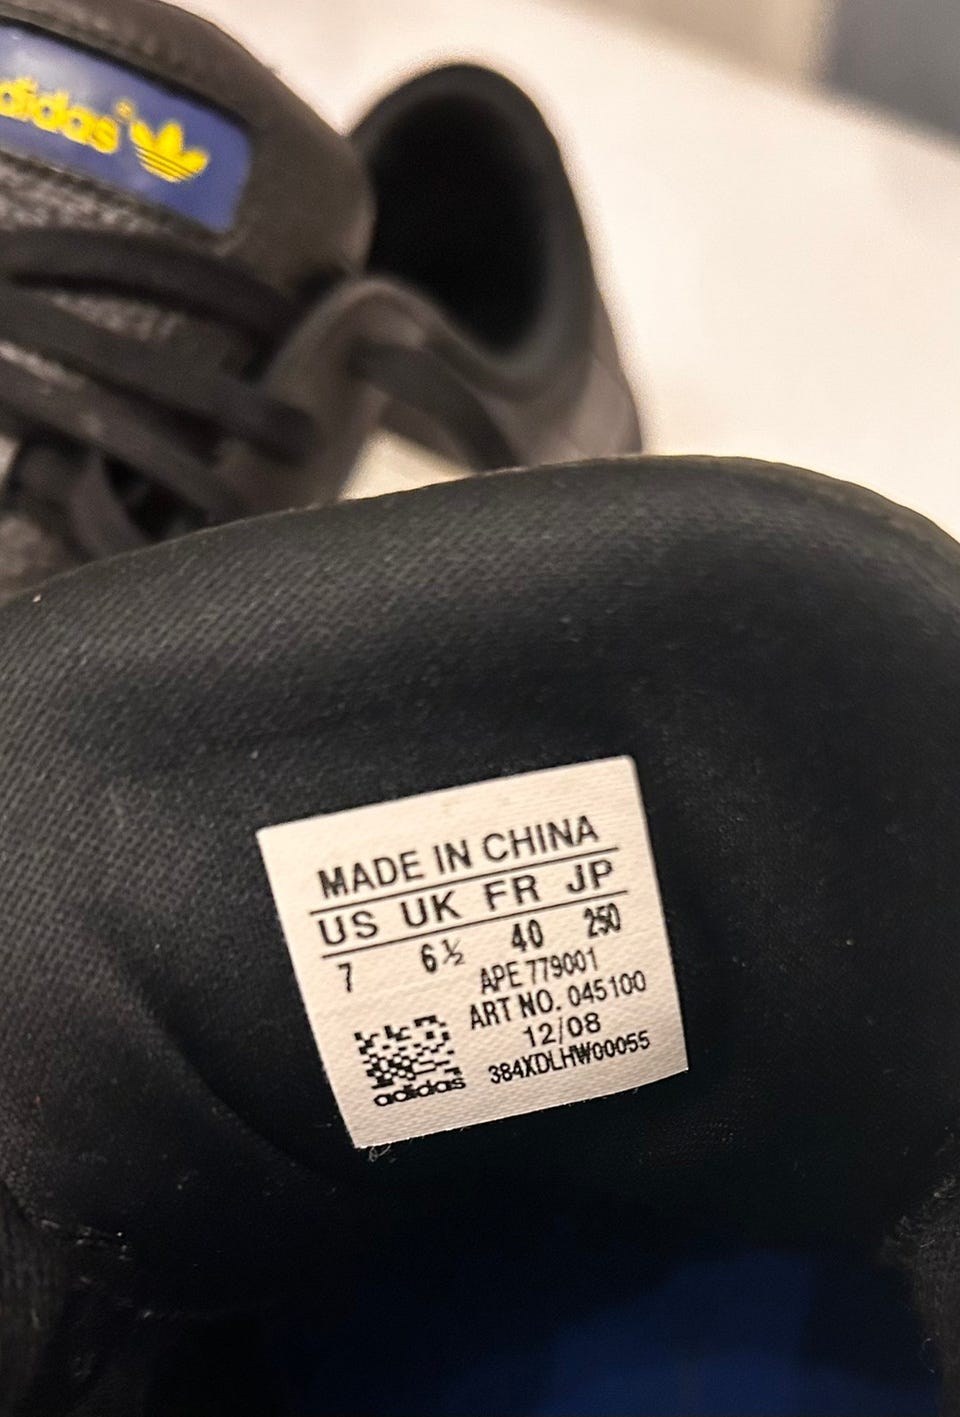 adidas
MADE IN CHINA
US UK FR JP
7 6½ 40 250
APE 779001
ART NO. 045100
12/08
384XDLHW00055
adidas